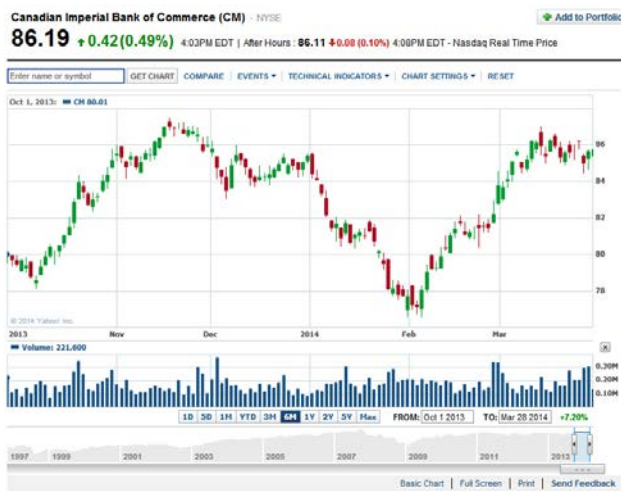 Canadian Imperial Bank of Commerce (CM) - NYSE
Add to Portfolio
86.19 0.42(0.49%) 4:03PM EDT | After Hours : 86.11 0.08 (0.10%) 4:08PM EDT - Nasdaq Real Time Price
Enter name or symbol GET CHART COMPARE EVENTS TECHNICAL INDICATORS CHART SETTINGS RESET
Oct 1, 2013: CM 80.01
86
84
82
80
78
© 2014 Yahoo! Inc.
2013 Nov Dec 2014 Feb Mar
Volume: 221,600
0.30M
0.20M
0.10M
1D 5D 1M YTD 3M 6M 1Y 2Y 5Y Max FROM: Oct 1 2013 TO: Mar 28 2014 +7.20%
1997 1999 2001 2003 2005 2007 2009 2011 2013
Basic Chart | Full Screen | Print | Send Feedback